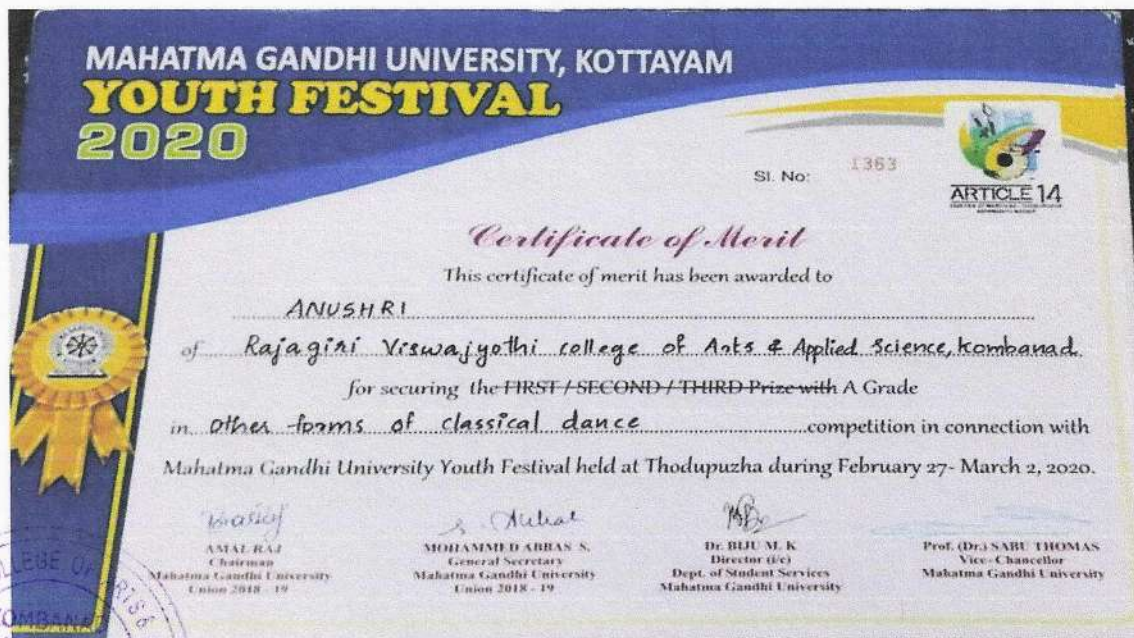 MAHATMA GANDHI UNIVERSITY, KOTTAYAM
YOUTH FESTIVAL
2020
Sl. No: 1363
ARTICLE 14
Certificate of Merit
This certificate of merit has been awarded to
ANUSHRI
of Rajagiri Viswajyothi college of Arts & Applied Science, Kombanad
for securing the FIRST / SECOND / THIRD Prize with A Grade
in other forms of classical dance competition in connection with
Mahatma Gandhi University Youth Festival held at Thodupuzha during February 27- March 2, 2020.
AMAL RAJ
Chairman
Mahatma Gandhi University
Union 2018 - 19
MOHAMMED ABBAS S.
General Secretary
Mahatma Gandhi University
Union 2018 - 19
Dr. BIJU M. K
Director (i/c)
Dept. of Student Services
Mahatma Gandhi University
Prof. (Dr.) SABU THOMAS
Vice- Chancellor
Mahatma Gandhi University
OF ARTS &
KOMBANAD